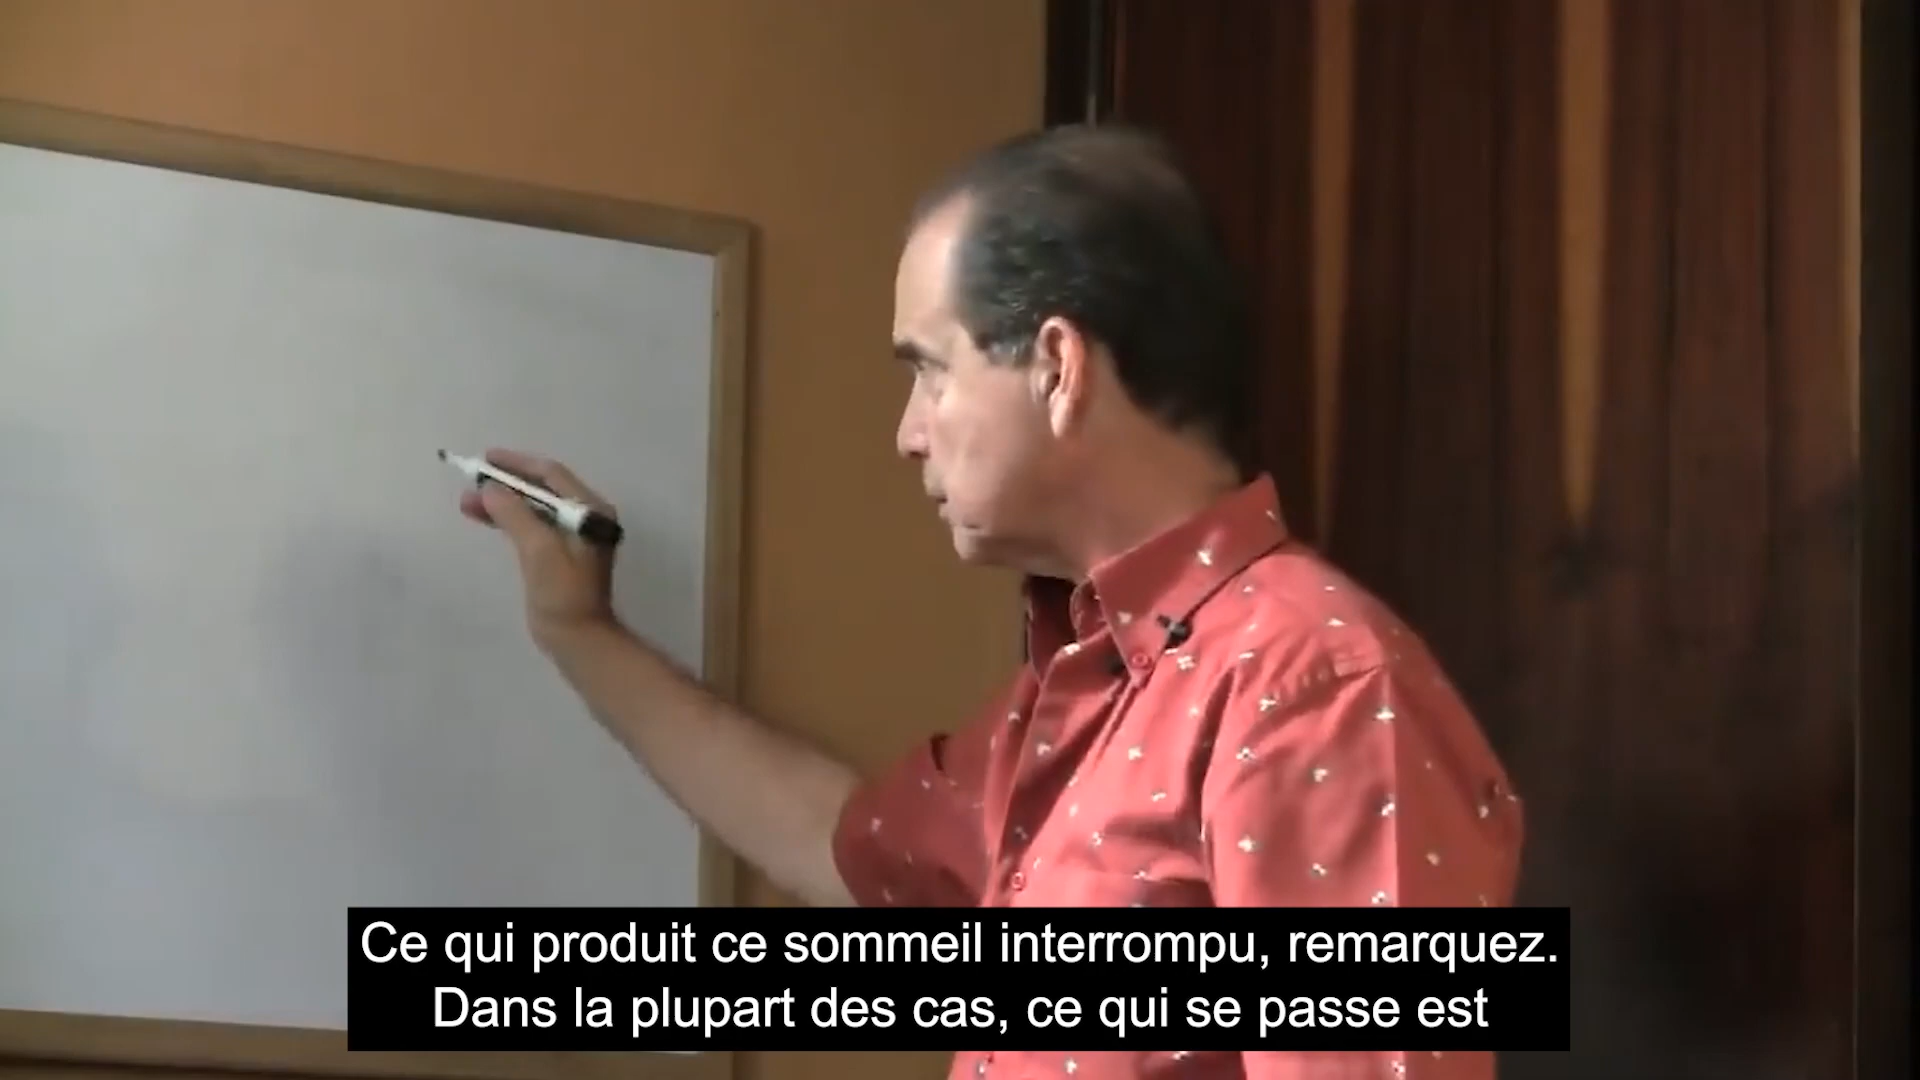 Ce qui produit ce sommeil interrompu, remarquez.
Dans la plupart des cas, ce qui se passe est